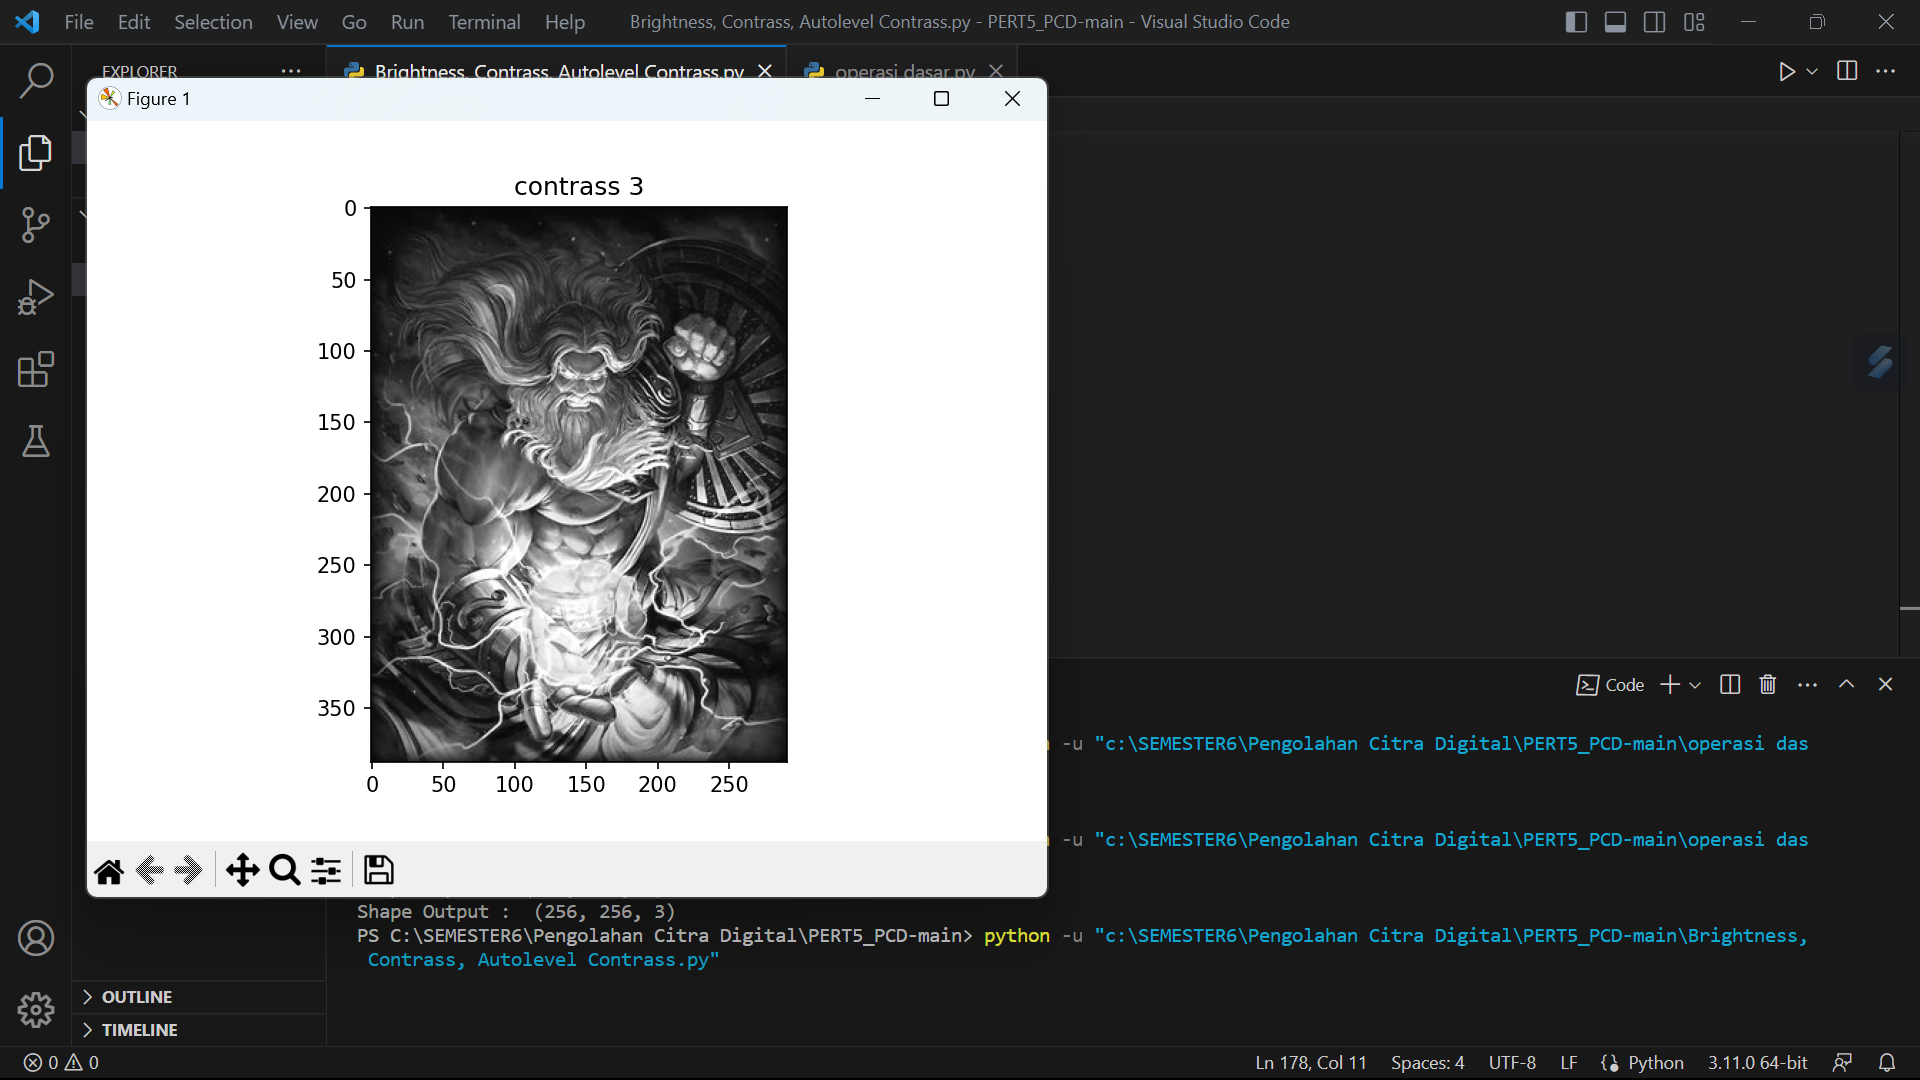 File Edit Selection View Go Run Terminal Help
Brightness, Contrass, Autolevel Contrass.py - PERT5_PCD-main - Visual Studio Code
EXPLORER
Brightness, Contrass, Autolevel Contrass.py
operasi dasar.py
Figure 1
contrass 3
0
50
100
150
200
250
300
350
0 50 100 150 200 250
Code
-u "c:\SEMESTER6\Pengolahan Citra Digital\PERT5_PCD-main\operasi das
-u "c:\SEMESTER6\Pengolahan Citra Digital\PERT5_PCD-main\operasi das
Shape Output :  (256, 256, 3)
PS C:\SEMESTER6\Pengolahan Citra Digital\PERT5_PCD-main> python -u "c:\SEMESTER6\Pengolahan Citra Digital\PERT5_PCD-main\Brightness,
Contrass, Autolevel Contrass.py"
OUTLINE
TIMELINE
0 0
Ln 178, Col 11 Spaces: 4 UTF-8 LF Python 3.11.0 64-bit